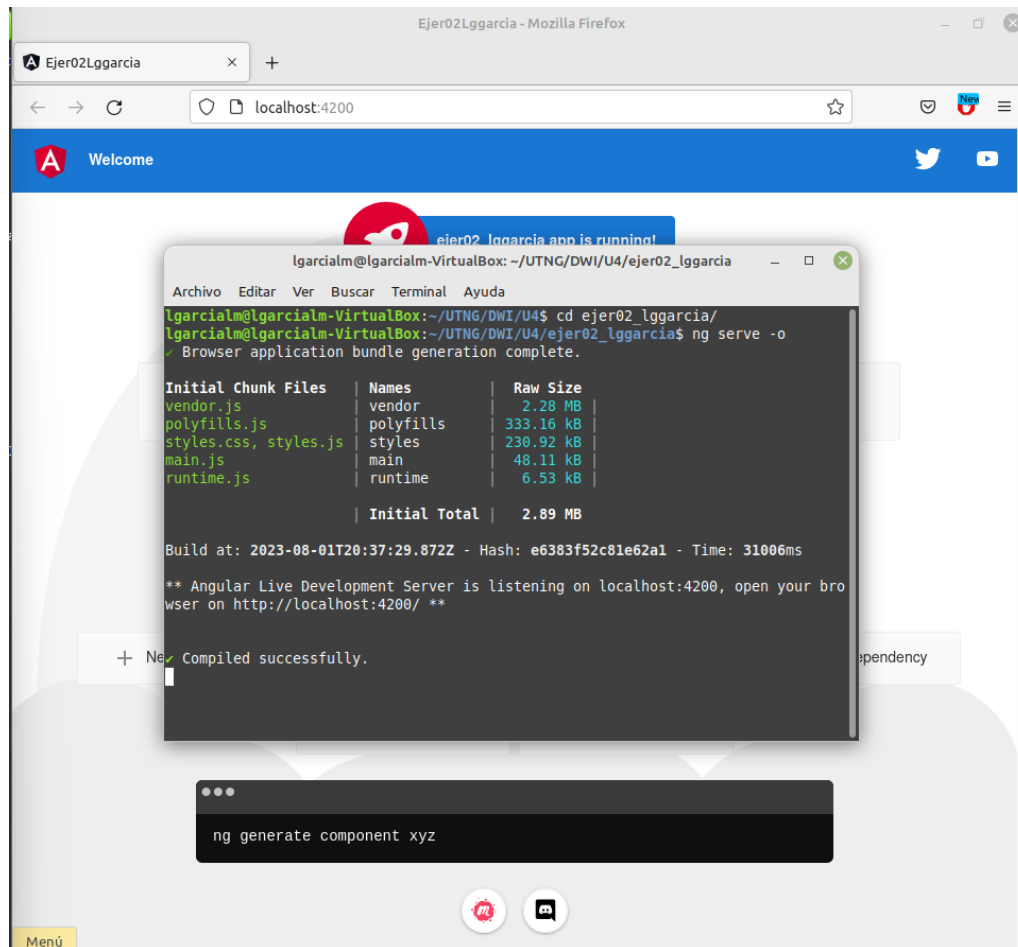 Ejer02Lggarcia - Mozilla Firefox
Ejer02Lggarcia
localhost:4200
New
Welcome
ejer02_lggarcia app is running!
lgarcialm@lgarcialm-VirtualBox: ~/UTNG/DWI/U4/ejer02_lggarcia
Archivo Editar Ver Buscar Terminal Ayuda
lgarcialm@lgarcialm-VirtualBox:~/UTNG/DWI/U4$ cd ejer02_lggarcia/
lgarcialm@lgarcialm-VirtualBox:~/UTNG/DWI/U4/ejer02_lggarcia$ ng serve -o
✔ Browser application bundle generation complete.
Initial Chunk Files | Names | Raw Size
vendor.js | vendor | 2.28 MB |
polyfills.js | polyfills | 333.16 kB |
styles.css, styles.js | styles | 230.92 kB |
main.js | main | 48.11 kB |
runtime.js | runtime | 6.53 kB |
| Initial Total | 2.89 MB
Build at: 2023-08-01T20:37:29.872Z - Hash: e6383f52c81e62a1 - Time: 31006ms
** Angular Live Development Server is listening on localhost:4200, open your bro
wser on http://localhost:4200/ **
+ Ne
✔ Compiled successfully.
ependency
ng generate component xyz
m
Menú